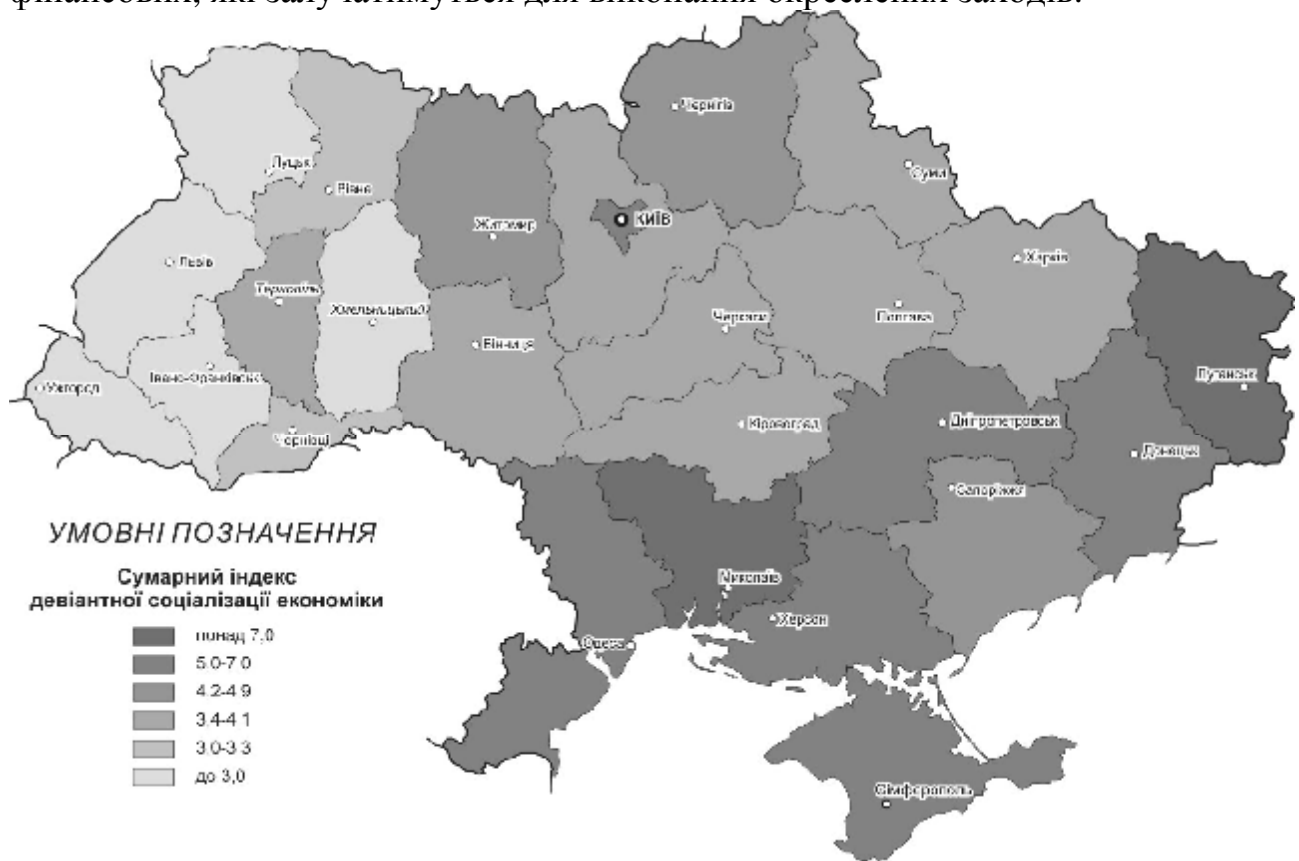 фінансових, які залучатимуться для виконання окреслених заходів.
Чернігів
Суми
Луцьк
Рівне
КИЇВ
Житомир
Львів
Харків
Тернопіль
Хмельницький
Черкаси
Полтава
Вінниця
Івано-Франківськ
Ужгород
Луганськ
Чернівці
Кіровоград
Дніпропетровськ
Донецьк
Запоріжжя
УМОВНІ ПОЗНАЧЕННЯ
Сумарний індекс
девіантної соціалізації економіки
понад 7,0
5.0-7.0
4.2-4.9
3.4-4.1
3.0-3.3
до 3,0
Миколаїв
Херсон
Одеса
Сімферополь